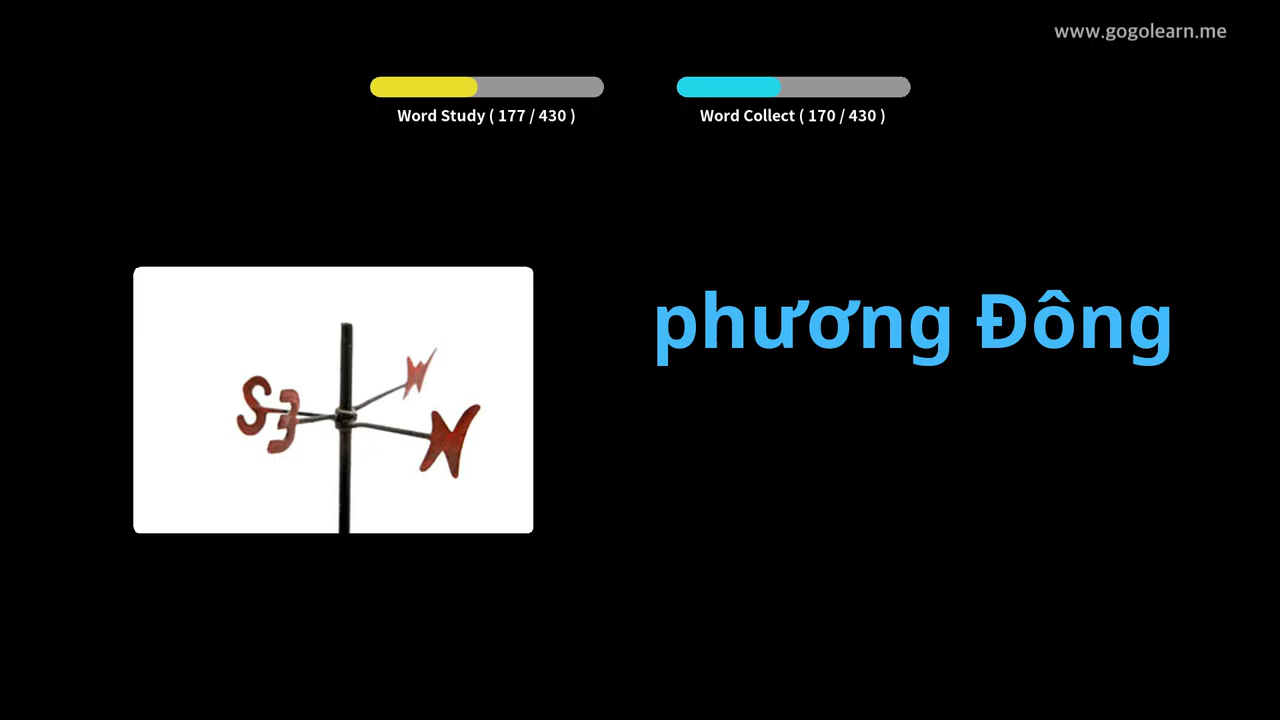 www.gogolearn.me
Word Study ( 177 / 430 )
Word Collect ( 170 / 430 )
phương Đông
S E W N